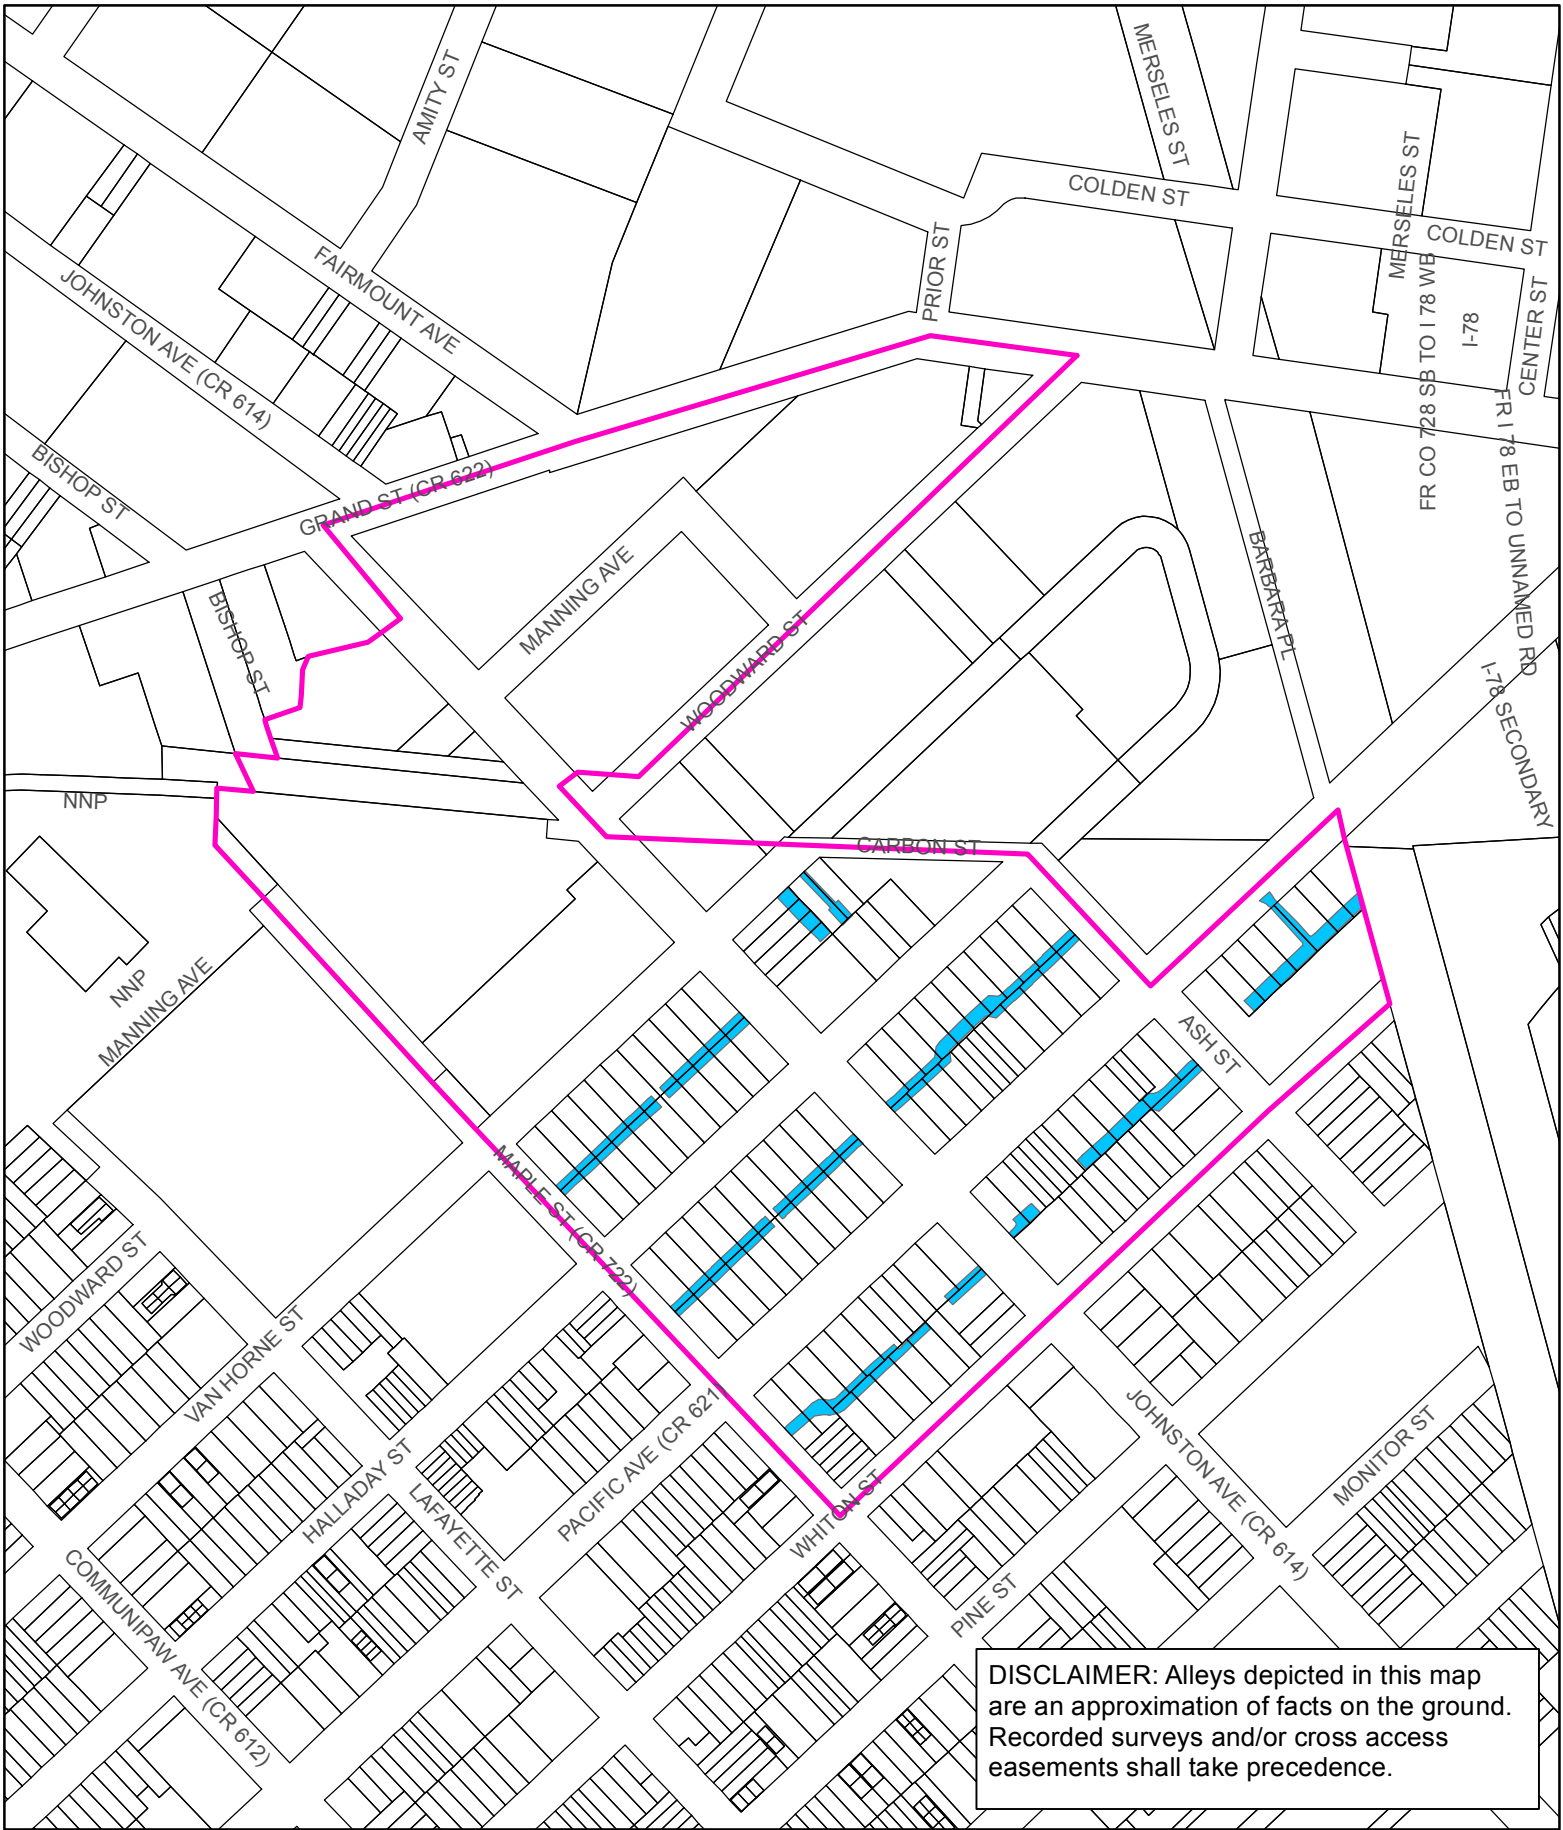 AMITY ST
MERSELES ST
MERSELES ST
COLDEN ST
COLDEN ST
PRIOR ST
FAIRMOUNT AVE
JOHNSTON AVE (CR 614)
FR CO 728 SB TO I 78 WB
I-78
CENTER ST
BISHOP ST
GRAND ST (CR 622)
FR I 78 EB TO UNNAMED RD
MANNING AVE
BISHOP ST
BARBARA PL
WOODWARD ST
I-78 SECONDARY
NNP
CARBON ST
NNP
MANNING AVE
ASH ST
MAPLE ST (CR 722)
WOODWARD ST
VAN HORNE ST
HALLADAY ST
LAFAYETTE ST
PACIFIC AVE (CR 621)
JOHNSTON AVE (CR 614)
MONITOR ST
WHITON ST
PINE ST
COMMUNIPAW AVE (CR 612)
DISCLAIMER: Alleys depicted in this map
are an approximation of facts on the ground.
Recorded surveys and/or cross access
easements shall take precedence.